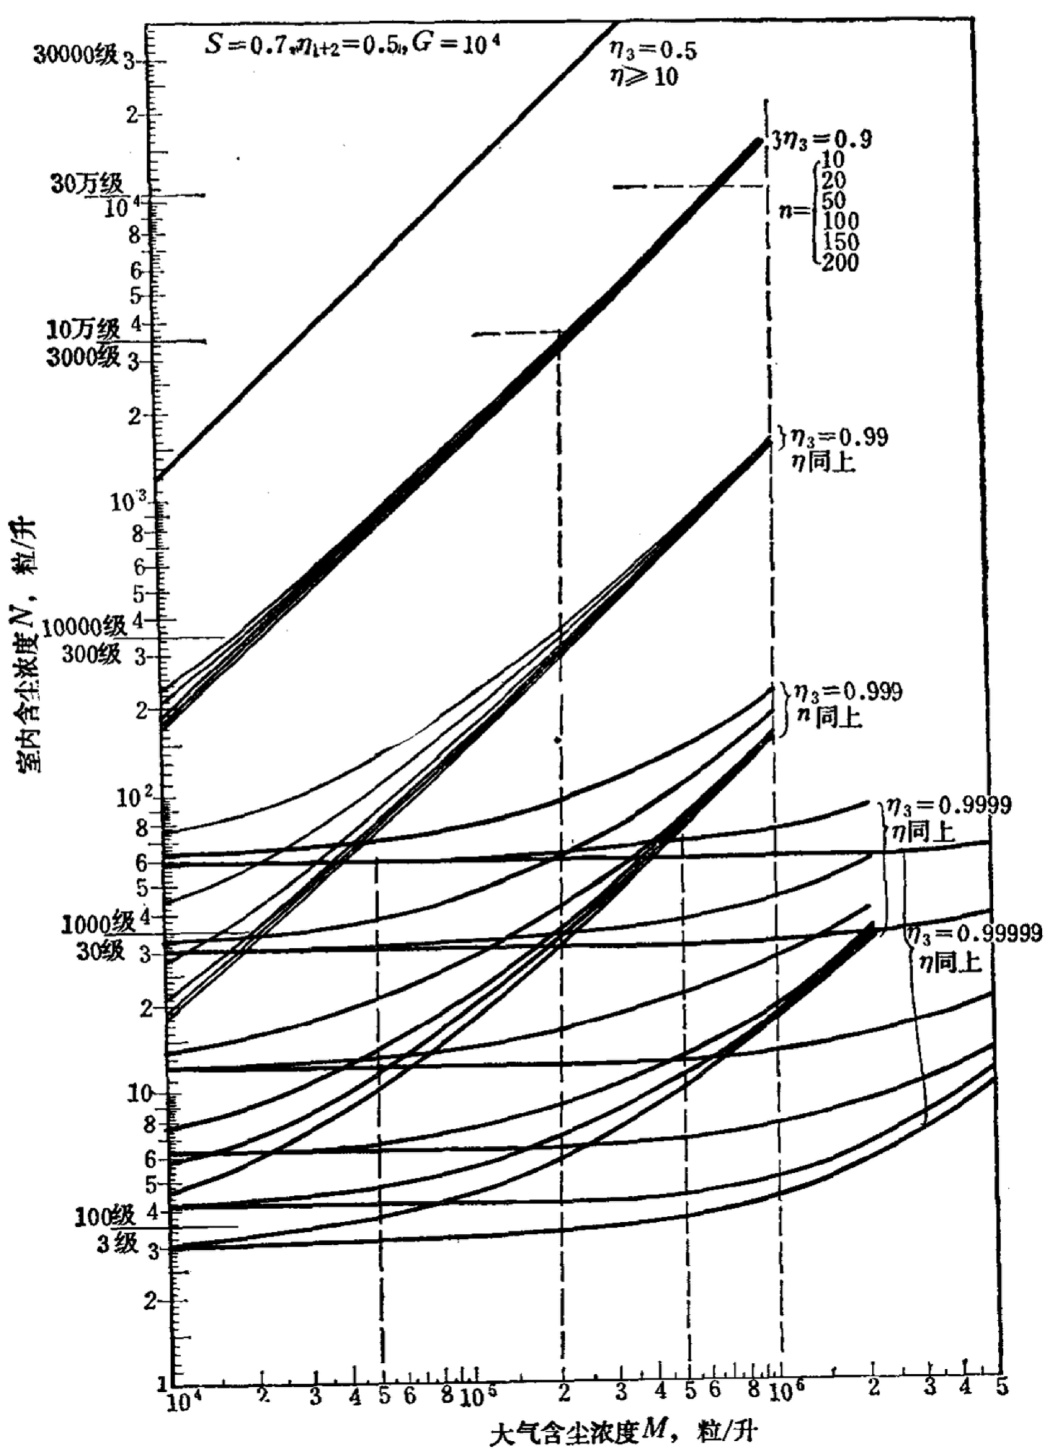 S=0.7, η₁₊₂=0.5, G=10⁴
η₃=0.5
η≥10
30000级
3
2
30万级
10⁴
8
6
5
4
10万级
3000级
3
2
10³
8
6
5
4
10000级
300级
3
2
10²
8
6
5
4
1000级
30级
3
2
10
8
6
5
4
100级
3级
3
2
1
}η₃=0.9
n=
10
20
50
100
150
200
}η₃=0.99
η同上
}η₃=0.999
n同上
}η₃=0.9999
η同上
η₃=0.99999
η同上
室内含尘浓度N，粒/升
10⁴ 2 3 4 5 6 8 10⁵ 2 3 4 5 6 8 10⁶ 2 3 4 5
大气含尘浓度M，粒/升